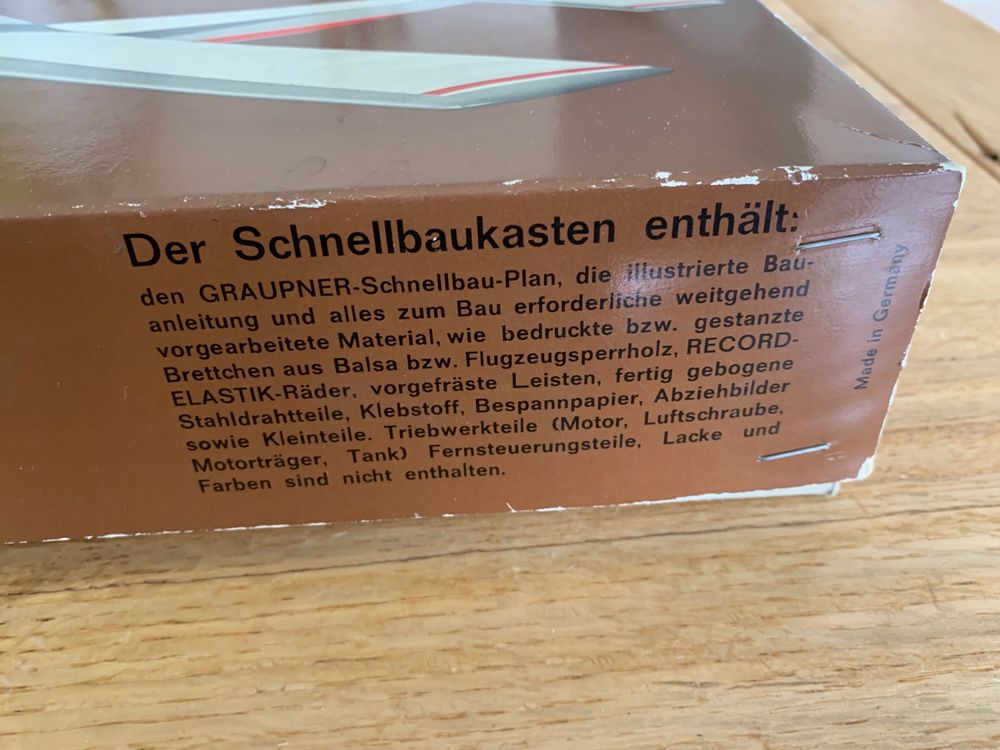 Der Schnellbaukasten enthält:
den GRAUPNER-Schnellbau-Plan, die illustrierte Bau-
anleitung und alles zum Bau erforderliche weitgehend
vorgearbeitete Material, wie bedruckte bzw. gestanzte
Brettchen aus Balsa bzw. Flugzeugsperrholz, RECORD-
ELASTIK-Räder, vorgefräste Leisten, fertig gebogene
Stahldrahtteile, Klebstoff, Bespannpapier, Abziehbilder
sowie Kleinteile. Triebwerkteile (Motor, Luftschraube,
Motorträger, Tank) Fernsteuerungsteile, Lacke und
Farben sind nicht enthalten.
Made in Germany